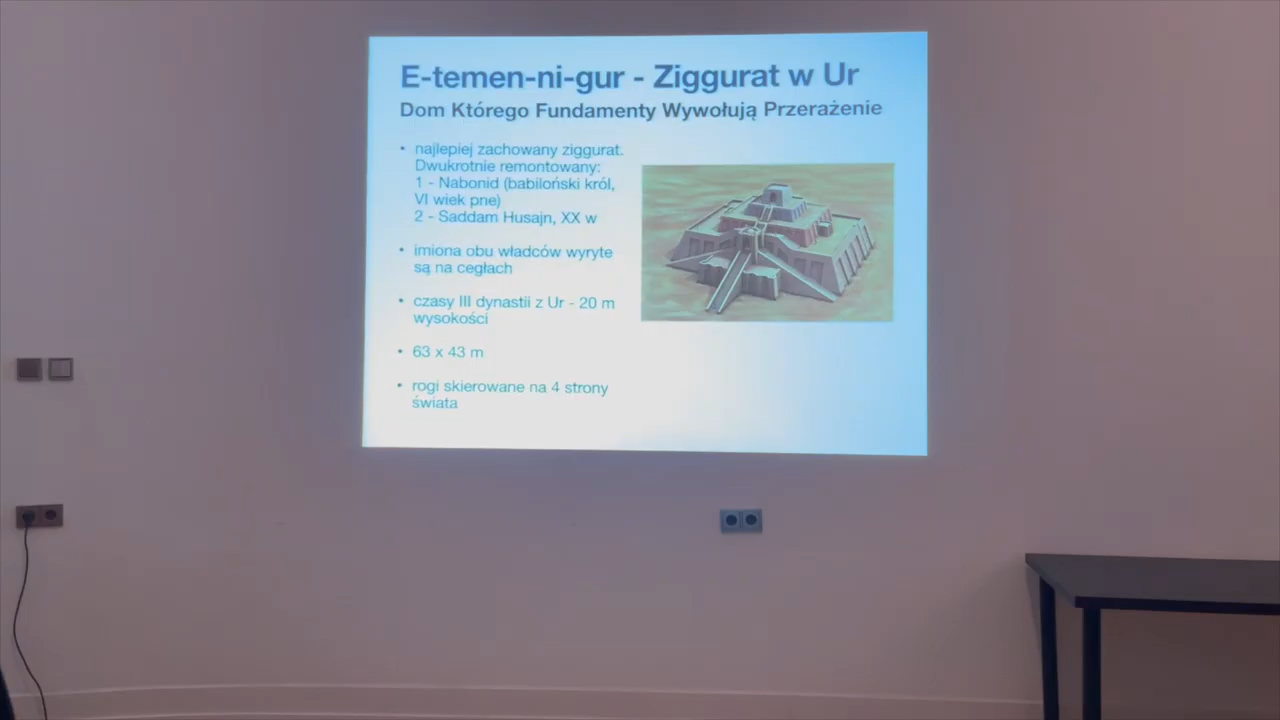 E-temen-ni-gur - Ziggurat w Ur
Dom Którego Fundamenty Wywołują Przerażenie
• najlepiej zachowany ziggurat.
Dwukrotnie remontowany:
1 - Nabonid (babiloński król,
VI wiek pne)
2 - Saddam Husajn, XX w
• imiona obu władców wyryte
są na cegłach
• czasy III dynastii z Ur - 20 m
wysokości
• 63 x 43 m
• rogi skierowane na 4 strony
świata